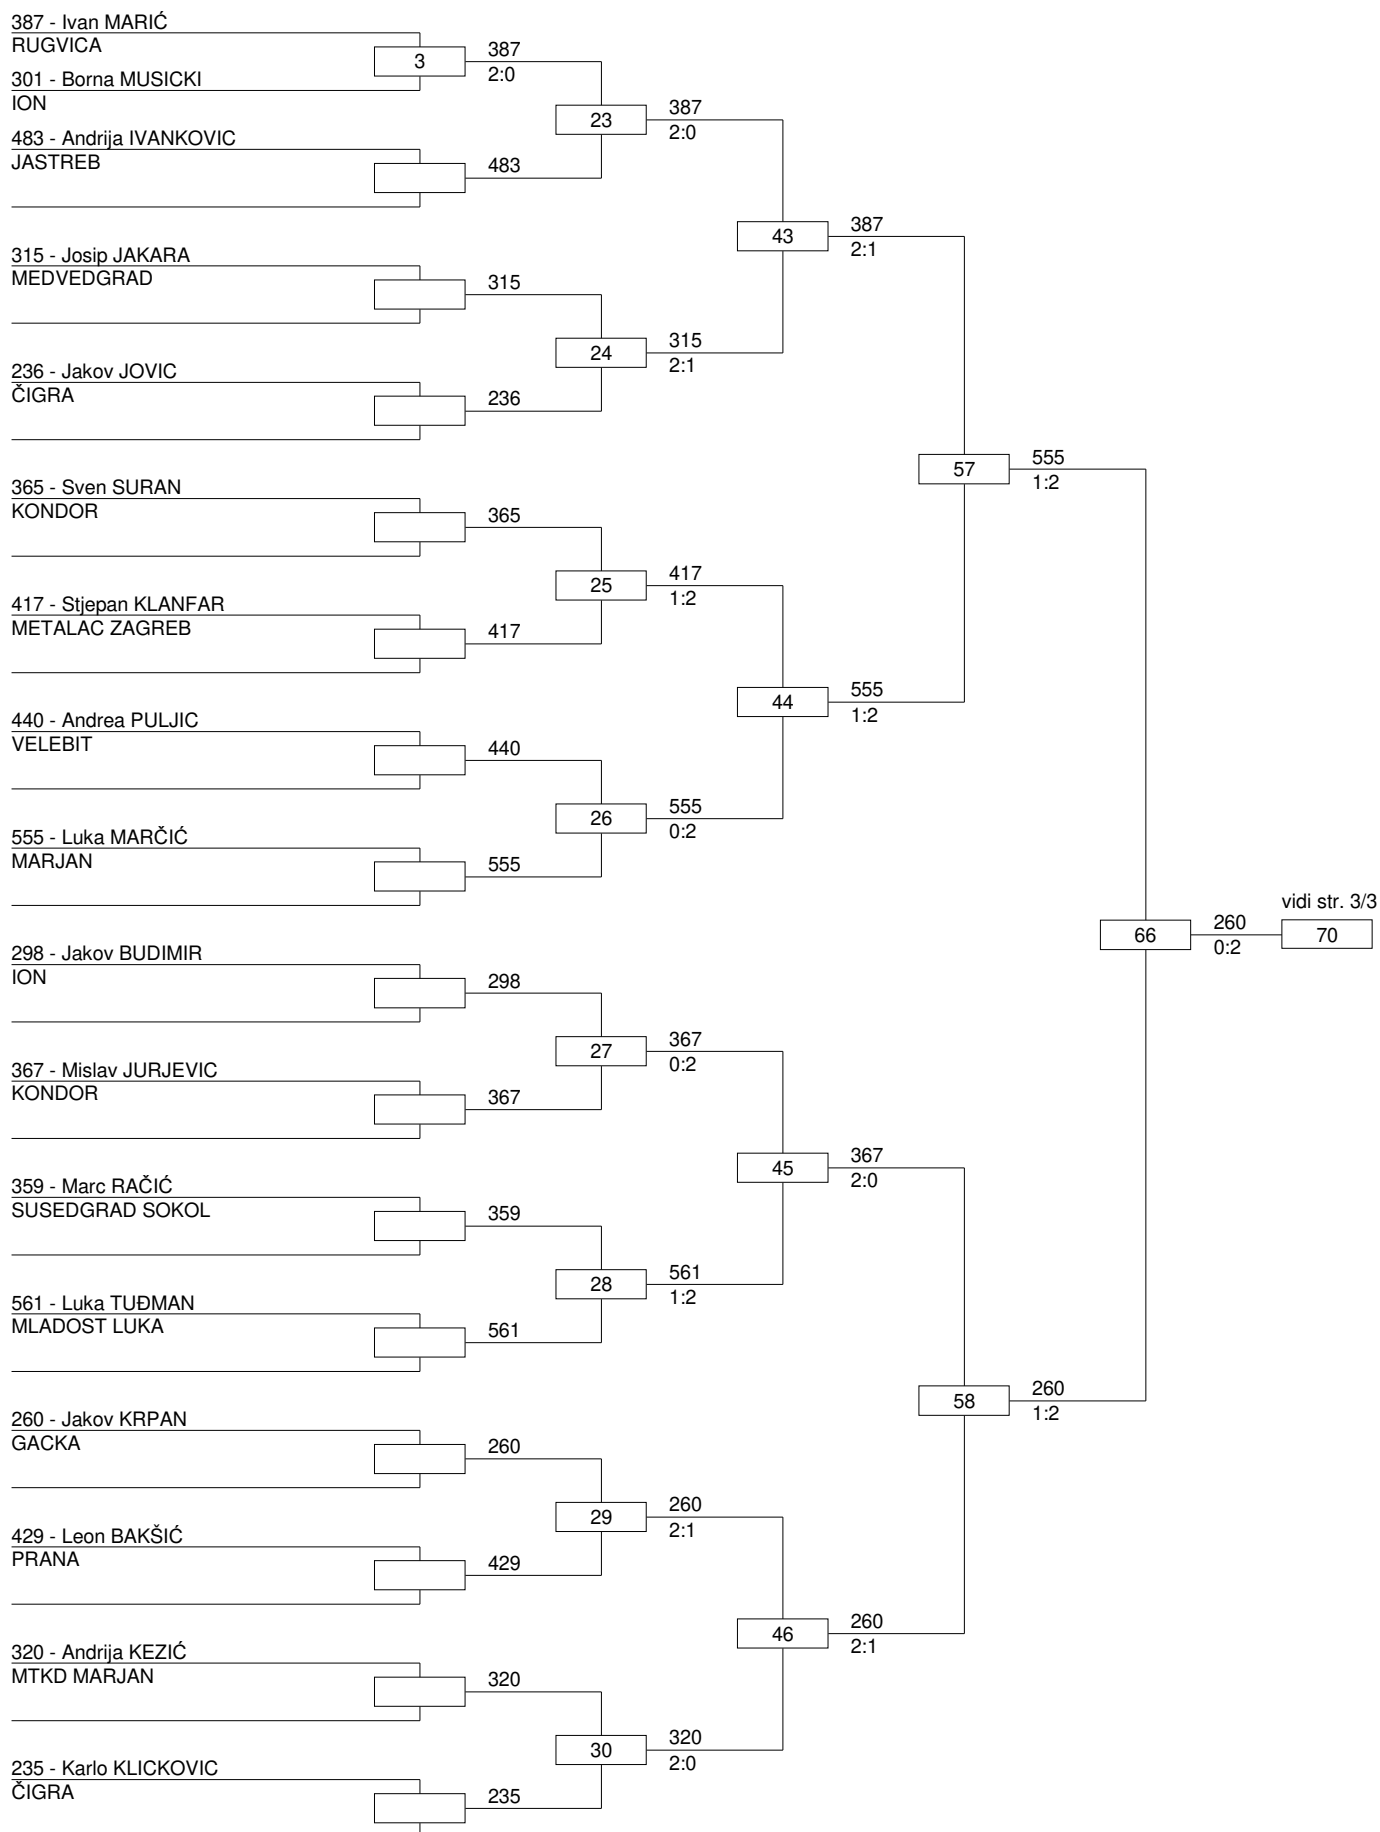 387 - Ivan MARIĆ
RUGVICA
3
387
2:0
301 - Borna MUSICKI
ION
23
387
2:0
483 - Andrija IVANKOVIC
JASTREB
483
43
387
2:1
315 - Josip JAKARA
MEDVEDGRAD
315
24
315
2:1
236 - Jakov JOVIC
ČIGRA
236
57
555
1:2
365 - Sven SURAN
KONDOR
365
25
417
1:2
417 - Stjepan KLANFAR
METALAC ZAGREB
417
44
555
1:2
440 - Andrea PULJIC
VELEBIT
440
26
555
0:2
555 - Luka MARČIĆ
MARJAN
555
vidi str. 3/3
66
260
0:2
70
298 - Jakov BUDIMIR
ION
298
27
367
0:2
367 - Mislav JURJEVIC
KONDOR
367
45
367
2:0
359 - Marc RAČIĆ
SUSEDGRAD SOKOL
359
28
561
1:2
561 - Luka TUĐMAN
MLADOST LUKA
561
58
260
1:2
260 - Jakov KRPAN
GACKA
260
29
260
2:1
429 - Leon BAKŠIĆ
PRANA
429
46
260
2:1
320 - Andrija KEZIĆ
MTKD MARJAN
320
30
320
2:0
235 - Karlo KLICKOVIC
ČIGRA
235